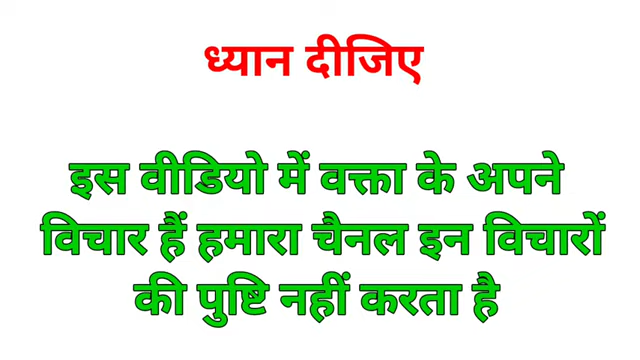 ध्यान दीजिए
इस वीडियो में वक्ता के अपने
विचार हैं हमारा चैनल इन विचारों
की पुष्टि नहीं करता है